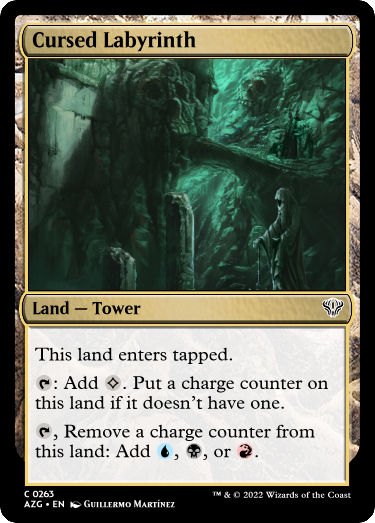 Cursed Labyrinth
Land — Tower
This land enters tapped.
: Add . Put a charge counter on
this land if it doesn't have one.
, Remove a charge counter from
this land: Add , , or .
C 0263
AZG • EN Guillermo Martínez
™ & © 2022 Wizards of the Coast